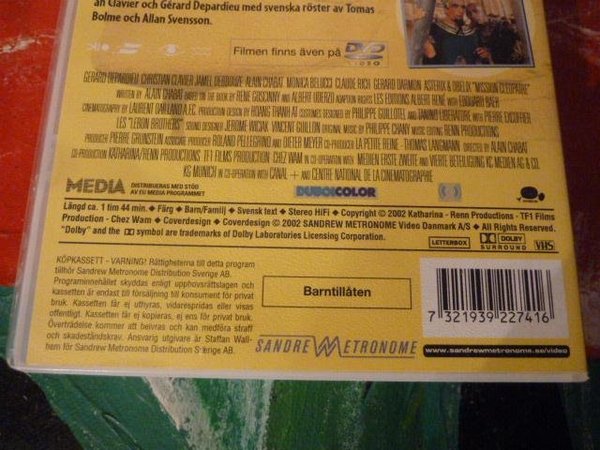 an Clavier och Gérard Depardieu med svenska röster av Tomas
Bolme och Allan Svensson.
Filmen finns även på DVD VIDEO
GERARD DEPARDIEU CHRISTIAN CLAVIER JAMEL DEBBOUZE ALAIN CHABAT MONICA BELLUCCI CLAUDE RICH GERARD DARMON ASTERIX & OBELIX "MISSION CLEOPATRE"
WRITTEN BY ALAIN CHABAT BASED ON THE BOOK BY RENE GOSCINNY AND ALBERT UDERZO ADAPTION RIGHTS LES EDITIONS ALBERT RENE WITH EDOUARD BAER
CINEMATOGRAPHY BY LAURENT DAILLAND A.F.C. PRODUCTION DESIGN BY HOANG THANH AT COSTUMES DESIGNED BY PHILIPPE GUILLOTEL AND TANINO LIBERATORE WITH PIERRE EXCOFFIER
LES "LEBON BROTHERS" SOUND DESIGNER JEROME WICIAK VINCENT GUILLON ORIGINAL MUSIC BY PHILIPPE CHANY MUSIC EDITING RENN PRODUCTIONS
PRODUCER PIERRE GRUNSTEIN ASSOCIATE PRODUCER ROLAND PELLEGRINO AND DIETER MEYER CO-PRODUCER LA PETITE REINE - THOMAS LANGMANN DIRECTED BY ALAIN CHABAT
CO-PRODUCTION KATHARINA/RENN PRODUCTIONS TF1 FILMS PRODUCTION CHEZ WAM IN CO-OPERATION WITH MEDIEN ERSTE ZWEITE AND VIERTE BETEILIGUNG KC MEDIEN AG & CO.
KG MUNICH IN CO-OPERATION WITH CANAL + AND CENTRE NATIONAL DE LA CINEMATOGRAPHIE
MEDIA DISTRIBUERAS MED STÖD
AV EU MEDIA PROGRAMMET
DUBOICOLOR
Längd ca. 1 tim 44 min. ◆ Färg ◆ Barn/Familj ◆ Svensk text ◆ Stereo HiFi ◆ Copyright © 2002 Katharina - Renn Productions - TF1 Films
Production - Chez Wam ◆ Coverdesign ◆ Coverdesign © 2002 SANDREW METRONOME Video Danmark A/S ◆ All Rights Reserved.
"Dolby" and the symbol are trademarks of Dolby Laboratories Licensing Corporation.
LETTERBOX DOLBY SURROUND VHS
KÖPKASSETT - VARNING! Rättigheterna till detta program
tillhör Sandrew Metronome Distribution Sverige AB.
Programinnehållet skyddas enligt upphovsrättslagen och
kassetten är endast till försäljning till konsument för privat
bruk. Kassetten får ej uthyras, vidarespridas eller visas
offentligt. Kassetten får ej kopieras, ej ens för privat bruk.
Överträdelse kommer att beivras och kan medföra straff
och skadeståndskrav. Ansvarig utgivare är Staffan Wall-
hem för Sandrew Metronome Distribution Sverige AB.
Barntillåten
SANDREW METRONOME
7 321939 227416
www.sandrewmetronome.se/video